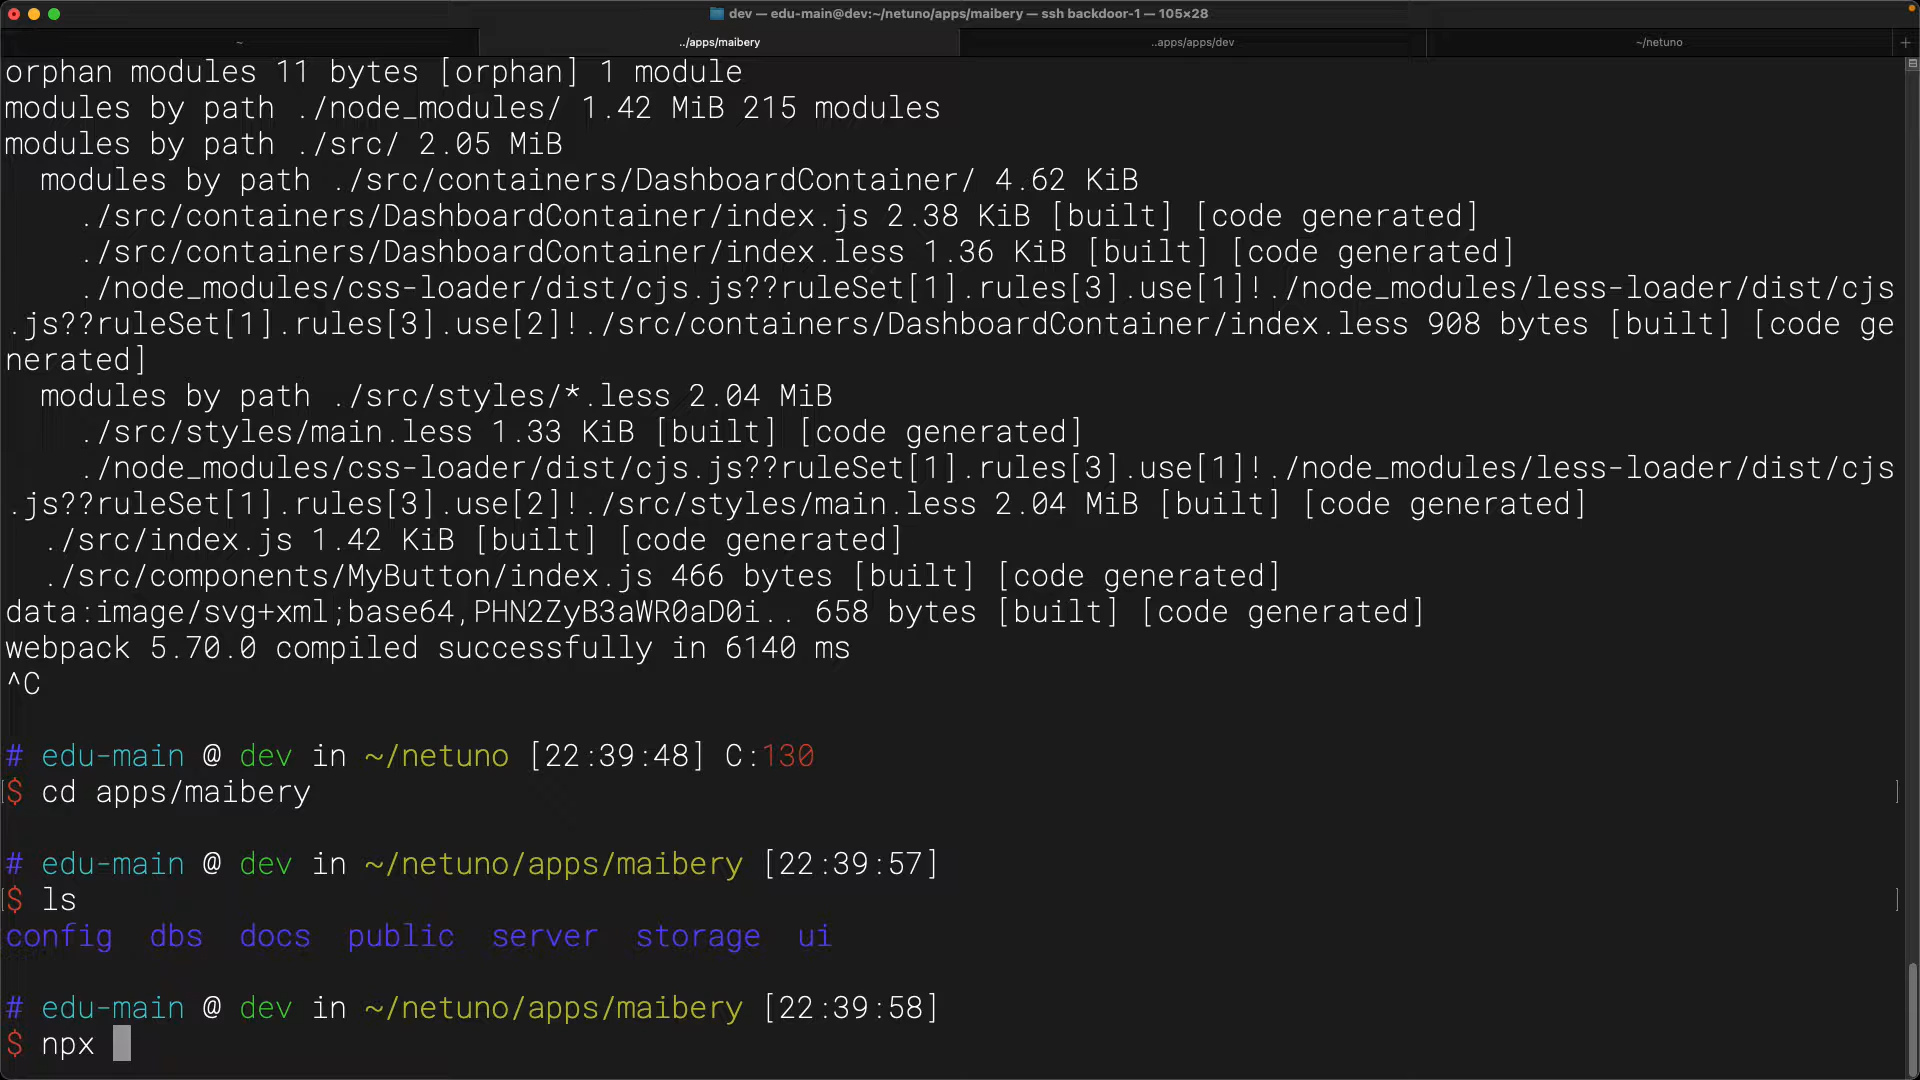 dev — edu-main@dev:~/netuno/apps/maibery — ssh backdoor-1 — 105×28
~
../apps/maibery
..apps/apps/dev
~/netuno
orphan modules 11 bytes [orphan] 1 module
modules by path ./node_modules/ 1.42 MiB 215 modules
modules by path ./src/ 2.05 MiB
modules by path ./src/containers/DashboardContainer/ 4.62 KiB
./src/containers/DashboardContainer/index.js 2.38 KiB [built] [code generated]
./src/containers/DashboardContainer/index.less 1.36 KiB [built] [code generated]
./node_modules/css-loader/dist/cjs.js??ruleSet[1].rules[3].use[1]!./node_modules/less-loader/dist/cjs
.js??ruleSet[1].rules[3].use[2]!./src/containers/DashboardContainer/index.less 908 bytes [built] [code ge
nerated]
modules by path ./src/styles/*.less 2.04 MiB
./src/styles/main.less 1.33 KiB [built] [code generated]
./node_modules/css-loader/dist/cjs.js??ruleSet[1].rules[3].use[1]!./node_modules/less-loader/dist/cjs
.js??ruleSet[1].rules[3].use[2]!./src/styles/main.less 2.04 MiB [built] [code generated]
./src/index.js 1.42 KiB [built] [code generated]
./src/components/MyButton/index.js 466 bytes [built] [code generated]
data:image/svg+xml;base64,PHN2ZyB3aWR0aD0i.. 658 bytes [built] [code generated]
webpack 5.70.0 compiled successfully in 6140 ms
^C
# edu-main @ dev in ~/netuno [22:39:48] C:130
$ cd apps/maibery
# edu-main @ dev in ~/netuno/apps/maibery [22:39:57]
$ ls
config dbs docs public server storage ui
# edu-main @ dev in ~/netuno/apps/maibery [22:39:58]
$ npx